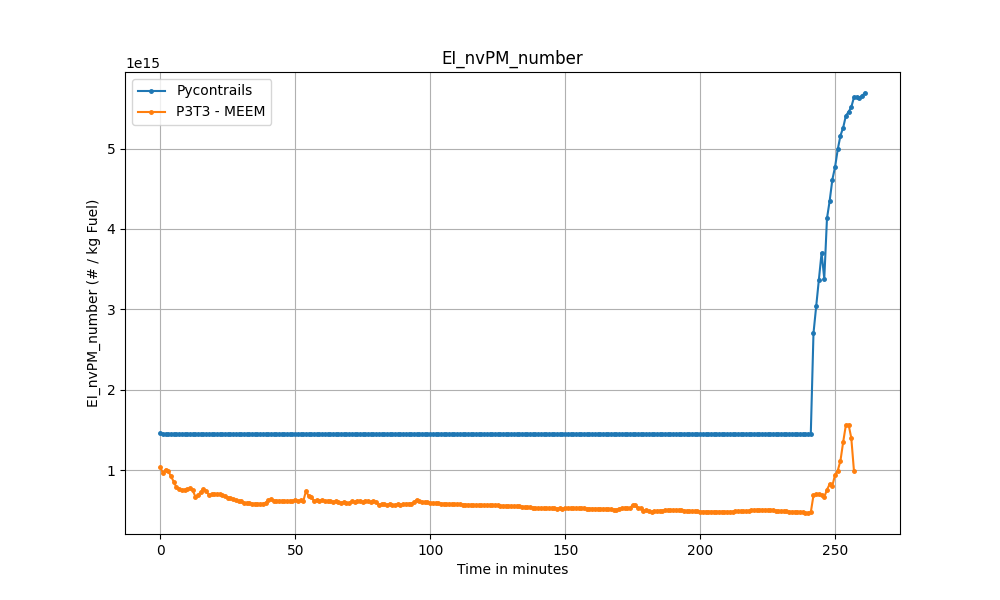 EI_nvPM_number
1e15
Pycontrails
P3T3 - MEEM
EI_nvPM_number (# / kg Fuel)
5
4
3
2
1
0 50 100 150 200 250
Time in minutes